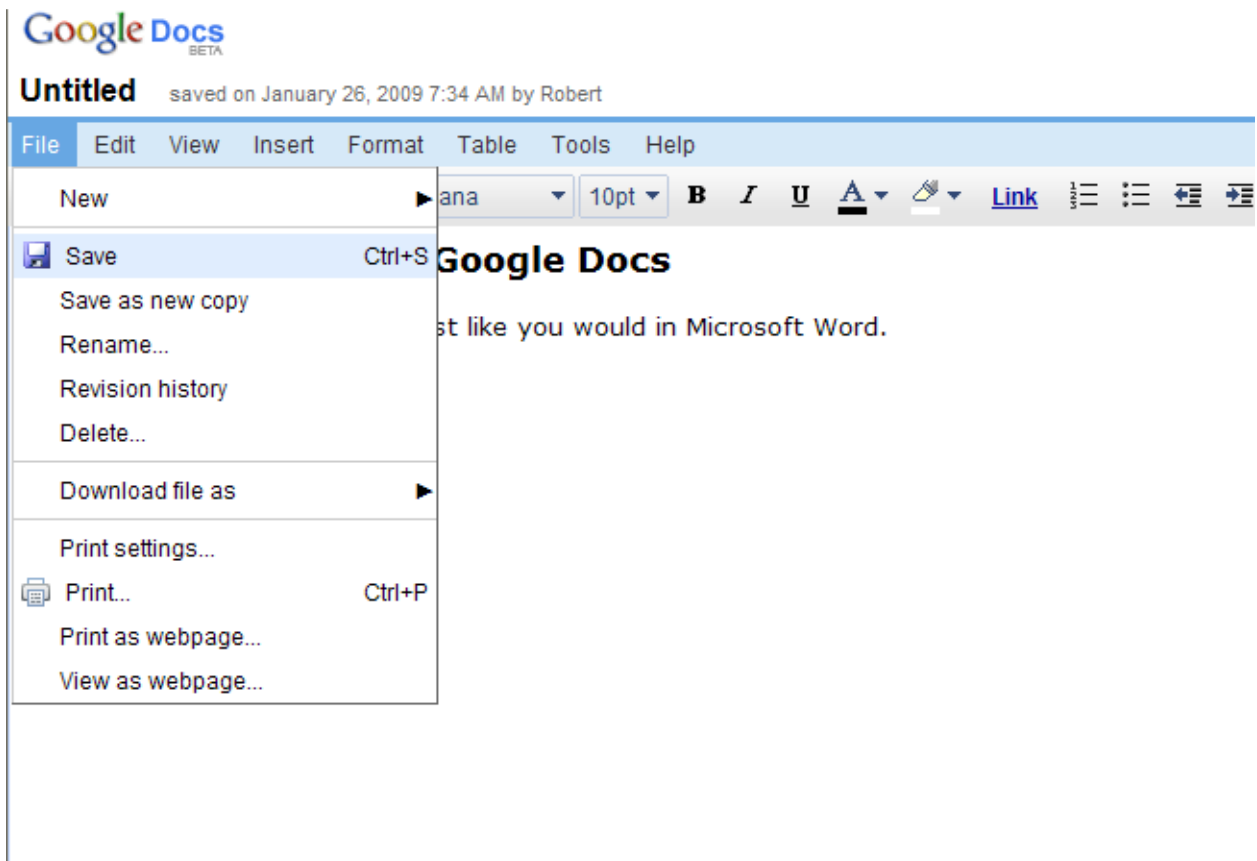 Google Docs
BETA
Untitled saved on January 26, 2009 7:34 AM by Robert
File Edit View Insert Format Table Tools Help
ana 10pt B I U A Link
New
Save Ctrl+S
Google Docs
Save as new copy
st like you would in Microsoft Word.
Rename...
Revision history
Delete...
Download file as
Print settings...
Print... Ctrl+P
Print as webpage...
View as webpage...